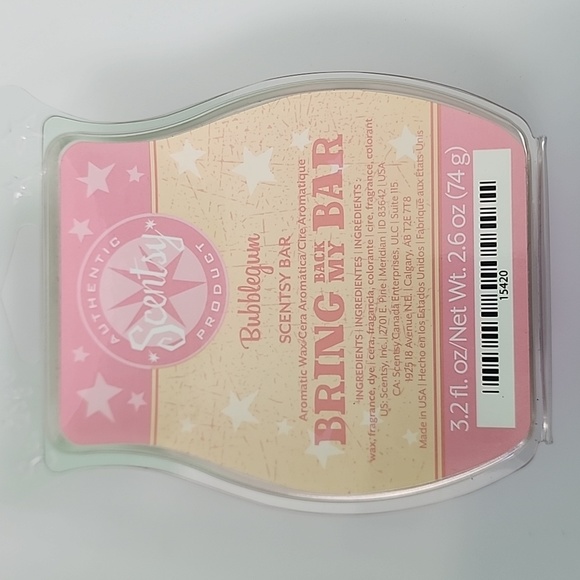 AUTHENTIC
Scentsy
PRODUCT
Bubblegum
SCENTSY BAR
Aromatic Wax/Cera Aromática/Cire Aromatique
BRING BACK MY BAR
INGREDIENTS | INGREDIENTES | INGRÉDIENTS :
wax, fragrance, dye | cera, fragancia, colorante | cire, fragrance, colorant
US: Scentsy, Inc. | 2701 E. Pine | Meridian | ID 83642 | USA
CA: Scentsy Canada Enterprises, ULC | Suite 115
1925 18 Avenue N.E. | Calgary, AB T2E 7T8
Made in USA | Hecho en los Estados Unidos | Fabriqué aux États-Unis
3.2 fl. oz/Net Wt. 2.6 oz (74 g)
15420